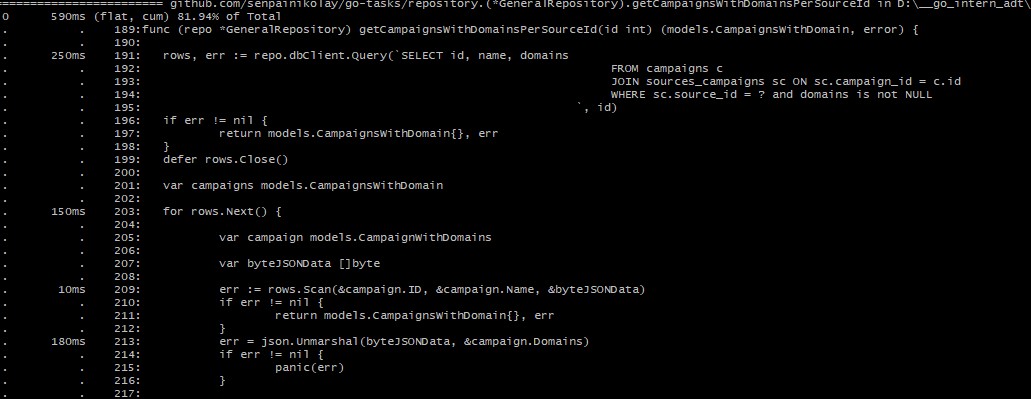 ======================== github.com/senpainikolay/go-tasks/repository.(*GeneralRepository).getCampaignsWithDomainsPerSourceId in D:\__go_intern_adt\
0 590ms (flat, cum) 81.94% of Total
. . 189:func (repo *GeneralRepository) getCampaignsWithDomainsPerSourceId(id int) (models.CampaignsWithDomain, error) {
. . 190:
. 250ms 191: rows, err := repo.dbClient.Query(`SELECT id, name, domains
. . 192: FROM campaigns c
. . 193: JOIN sources_campaigns sc ON sc.campaign_id = c.id
. . 194: WHERE sc.source_id = ? and domains is not NULL
. . 195: `, id)
. . 196: if err != nil {
. . 197: return models.CampaignsWithDomain{}, err
. . 198: }
. . 199: defer rows.Close()
. . 200:
. . 201: var campaigns models.CampaignsWithDomain
. . 202:
. 150ms 203: for rows.Next() {
. . 204:
. . 205: var campaign models.CampaignWithDomains
. . 206:
. . 207: var byteJSONData []byte
. . 208:
. 10ms 209: err := rows.Scan(&campaign.ID, &campaign.Name, &byteJSONData)
. . 210: if err != nil {
. . 211: return models.CampaignsWithDomain{}, err
. . 212: }
. 180ms 213: err = json.Unmarshal(byteJSONData, &campaign.Domains)
. . 214: if err != nil {
. . 215: panic(err)
. . 216: }
. . 217: